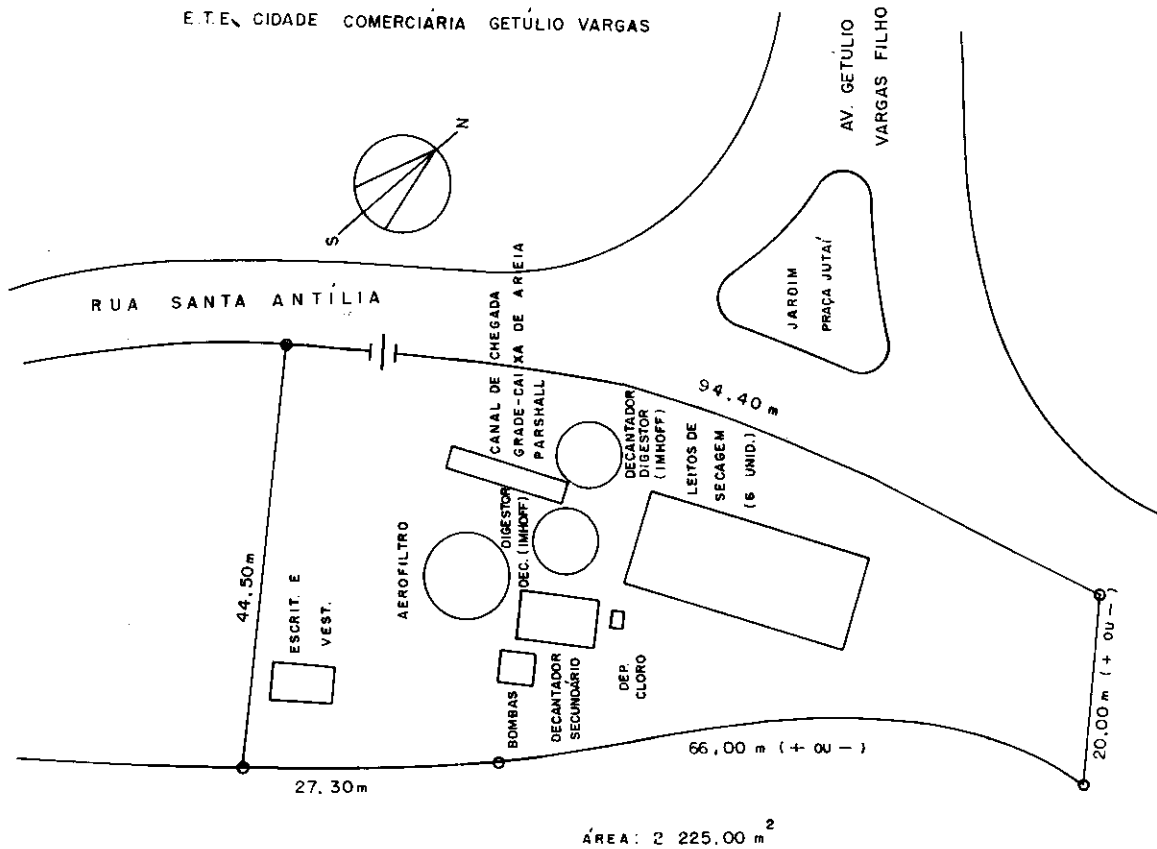 E.T.E. CIDADE COMERCIÁRIA GETÚLIO VARGAS
AV. GETÚLIO
VARGAS FILHO
N
S
RUA SANTA ANTÍLIA
CANAL DE CHEGADA
GRADE-CAIXA DE AREIA
PARSHALL
JARDIM
PRAÇA JUTAÍ
94.40 m
DECANTADOR
DIGESTOR
(IMHOFF)
LEITOS DE
SECAGEM
(6 UNID.)
DIGESTOR
DEC. (IMHOFF)
AEROFILTRO
44,50 m
ESCRIT. E
VEST.
BOMBAS
DECANTADOR
SECUNDÁRIO
DEP.
CLORO
20.00 m (+ ou -)
66,00 m (+ OU -)
27.30 m
ÁREA: 2 225,00 m²